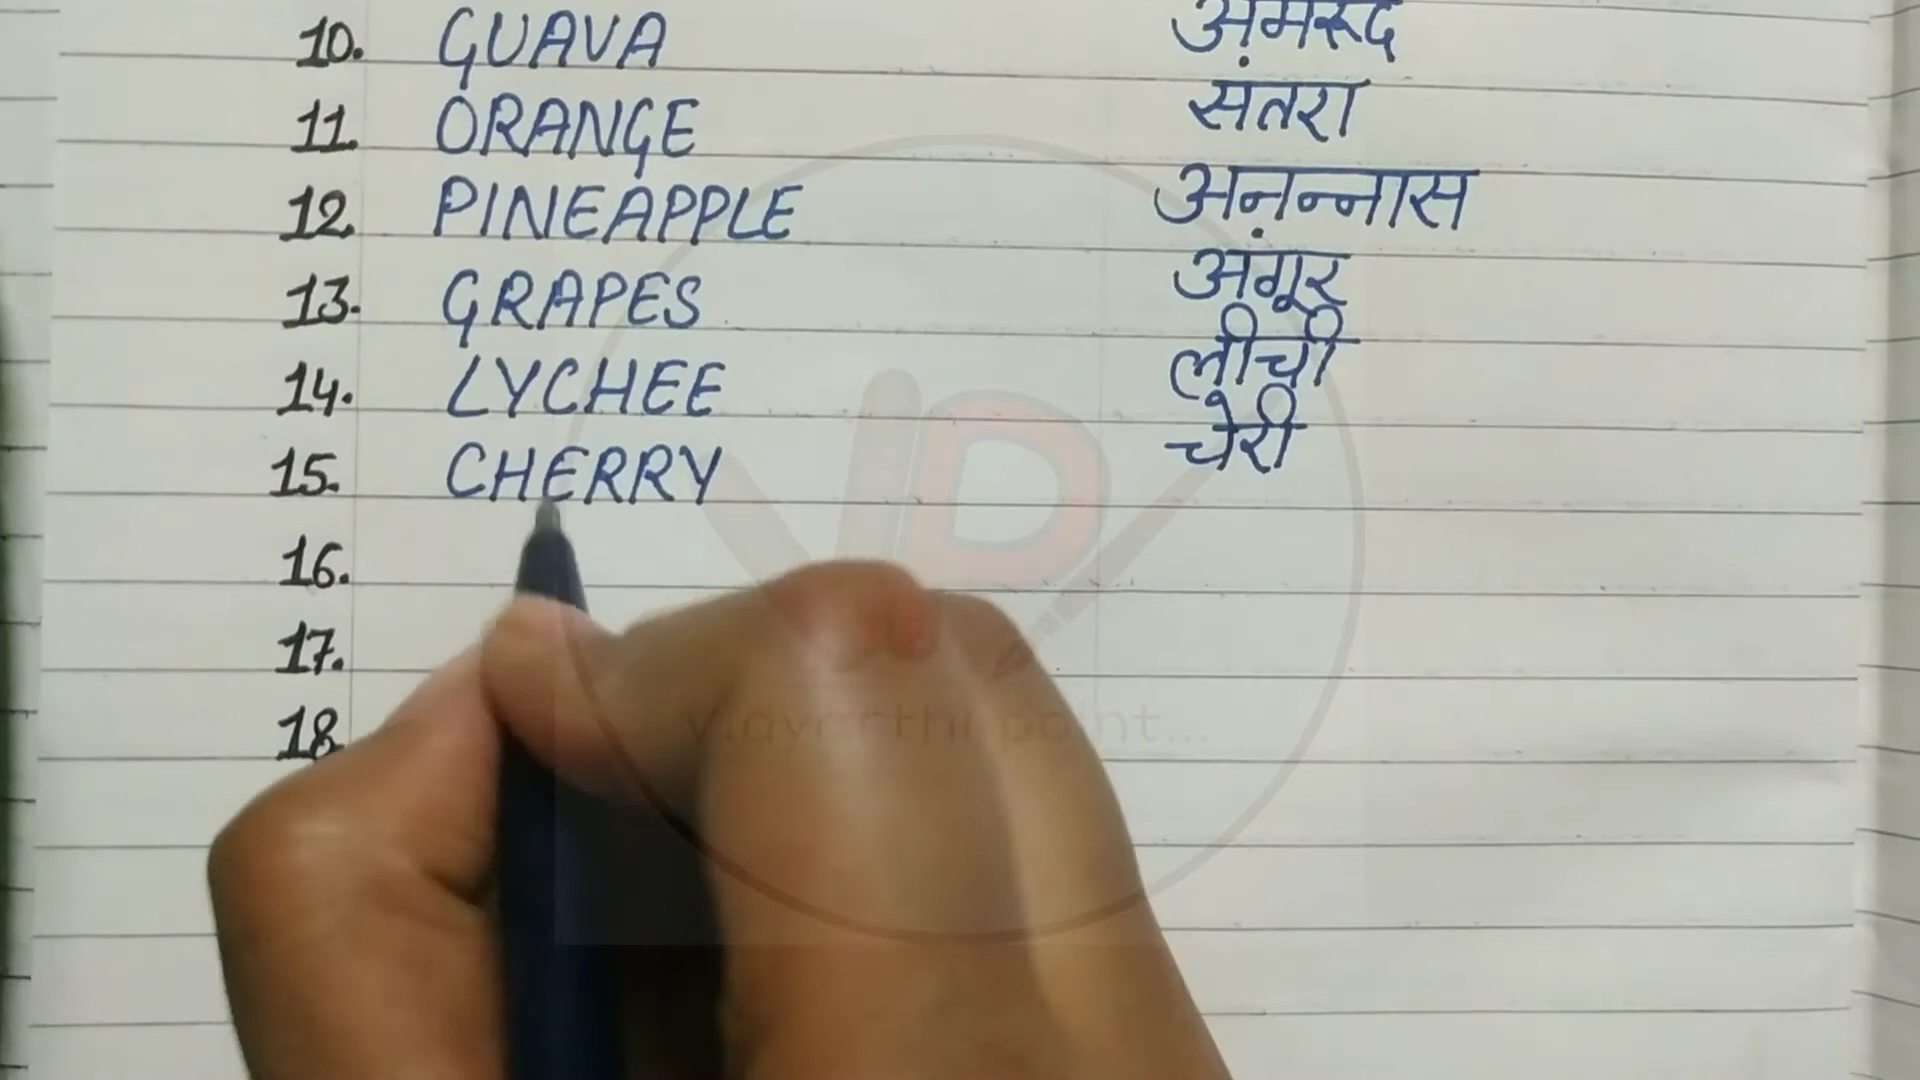 10. GUAVA अमरूद
11. ORANGE संतरा
12. PINEAPPLE अनन्नास
13. GRAPES अंगूर
14. LYCHEE लीची
15. CHERRY चेरी
16.
17.
18